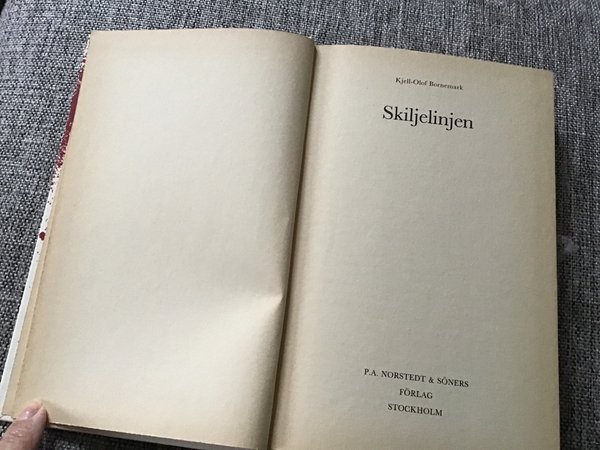 Kjell-Olof Bornemark
Skiljelinjen
P.A. NORSTEDT & SÖNERS
FÖRLAG
STOCKHOLM